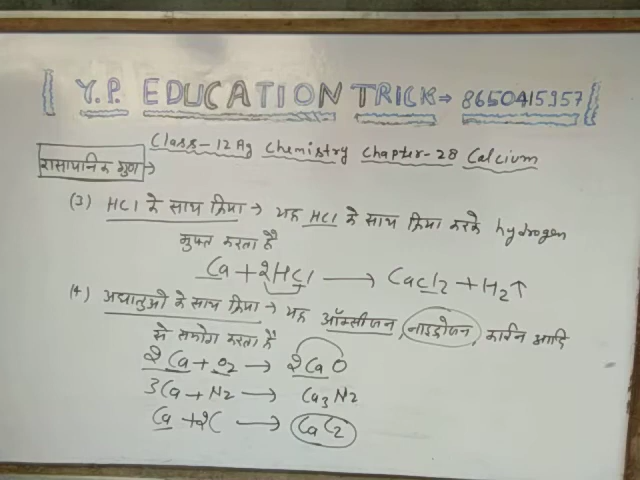 Y.P. EDUCATION TRICK→ 8650415957
Class-12 Ag Chemistry Chapter-28 Calcium
रासायनिक गुण→
(3) HCl के साथ क्रिया→ यह HCl के साथ क्रिया करके hydrogen
मुक्त करता है
Ca + 2HCl ⟶ CaCl2 + H2↑
(4) अधातुओ के साथ क्रिया→ यह ऑक्सीजन, नाइट्रोजन, कार्बन आदि
से संयोग करता है
2Ca + O2 → 2CaO
3Ca + N2 ⟶ Ca3N2
Ca + 2C ⟶ CaC2